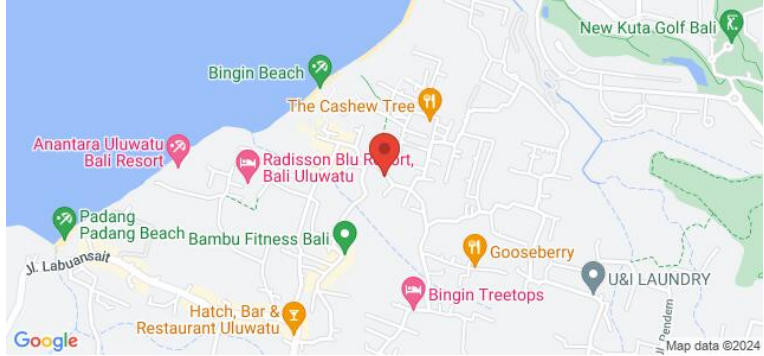 New Kuta Golf Bali
Bingin Beach
The Cashew Tree
Anantara Uluwatu
Bali Resort
Radisson Blu Resort,
Bali Uluwatu
Padang
Padang Beach
Bambu Fitness Bali
Jl. Labuansait
Gooseberry
U&I LAUNDRY
Bingin Treetops
Jl. Pendem
Hatch, Bar &
Restaurant Uluwatu
Google
Map data ©2024